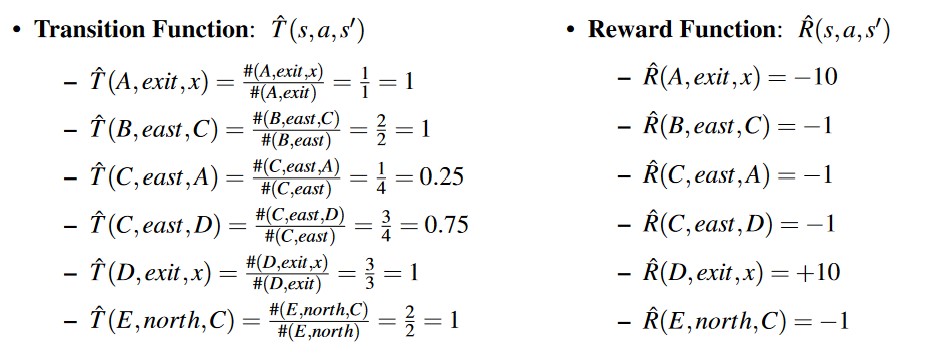 • Transition Function: T̂(s,a,s′)
– T̂(A,exit,x) = #(A,exit,x)/#(A,exit) = 1/1 = 1
– T̂(B,east,C) = #(B,east,C)/#(B,east) = 2/2 = 1
– T̂(C,east,A) = #(C,east,A)/#(C,east) = 1/4 = 0.25
– T̂(C,east,D) = #(C,east,D)/#(C,east) = 3/4 = 0.75
– T̂(D,exit,x) = #(D,exit,x)/#(D,exit) = 3/3 = 1
– T̂(E,north,C) = #(E,north,C)/#(E,north) = 2/2 = 1
• Reward Function: R̂(s,a,s′)
– R̂(A,exit,x) = −10
– R̂(B,east,C) = −1
– R̂(C,east,A) = −1
– R̂(C,east,D) = −1
– R̂(D,exit,x) = +10
– R̂(E,north,C) = −1